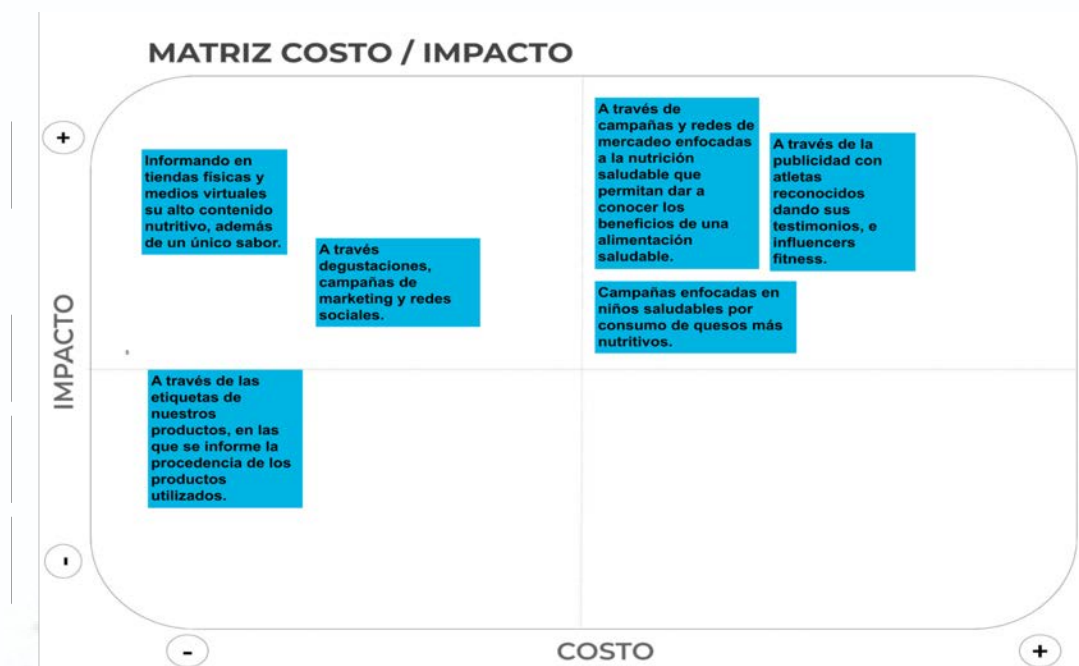 MATRIZ COSTO / IMPACTO
+
Informando en
tiendas físicas y
medios virtuales
su alto contenido
nutritivo, además
de un único sabor.
A través
degustaciones,
campañas de
marketing y redes
sociales.
A través de
campañas y redes de
mercadeo enfocadas
a la nutrición
saludable que
permitan dar a
conocer los
beneficios de una
alimentación
saludable.
A través de la
publicidad con
atletas
reconocidos
dando sus
testimonios, e
influencers
fitness.
Campañas enfocadas en
niños saludables por
consumo de quesos más
nutritivos.
IMPACTO
A través de las
etiquetas de
nuestros
productos, en las
que se informe la
procedencia de los
productos
utilizados.
-
-
COSTO
+